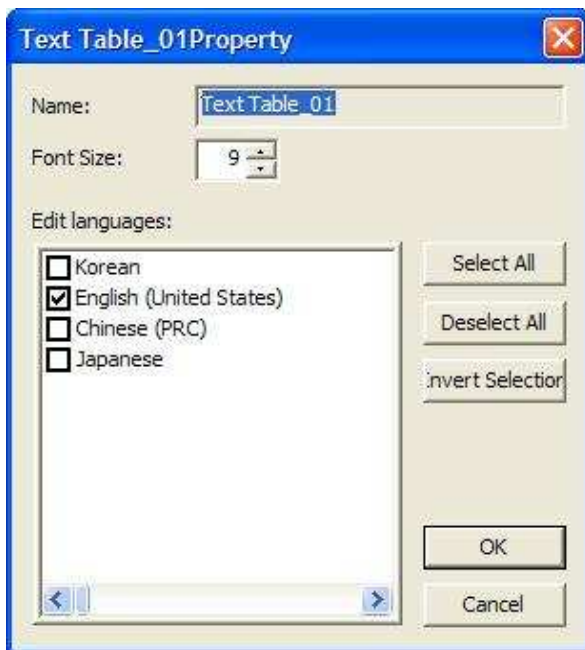 Text Table_01Property
Name:
Text Table_01
Font Size:
9
Edit languages:
Korean
English (United States)
Chinese (PRC)
Japanese
Select All
Deselect All
nvert Selection
OK
Cancel